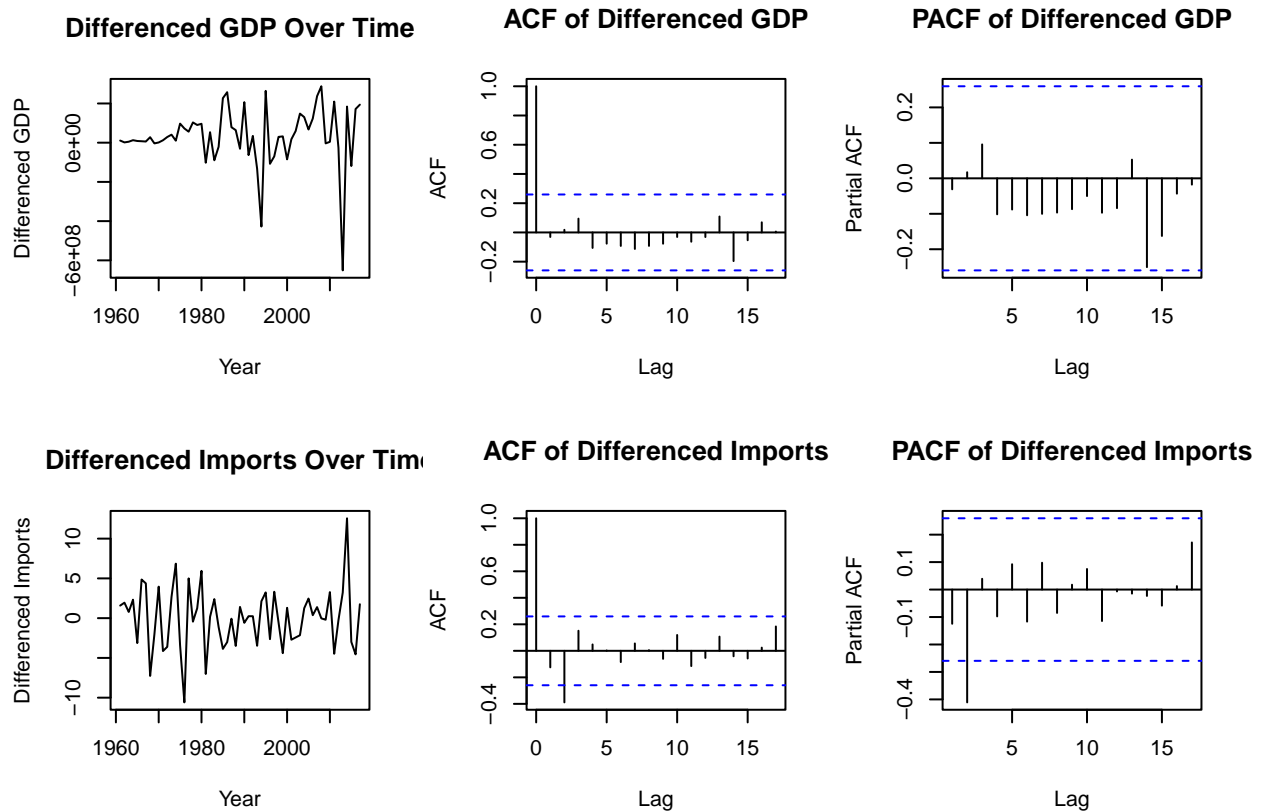 Differenced GDP Over Time
Differenced GDP
0e+00
−6e+08
1960
1980
2000
Year
ACF of Differenced GDP
ACF
1.0
0.6
0.2
−0.2
0
5
10
15
Lag
PACF of Differenced GDP
Partial ACF
0.2
0.0
−0.2
5
10
15
Lag
Differenced Imports Over Tim
Differenced Imports
10
5
0
−10
1960
1980
2000
Year
ACF of Differenced Imports
ACF
1.0
0.6
0.2
−0.4
0
5
10
15
Lag
PACF of Differenced Imports
Partial ACF
0.1
−0.1
−0.4
5
10
15
Lag